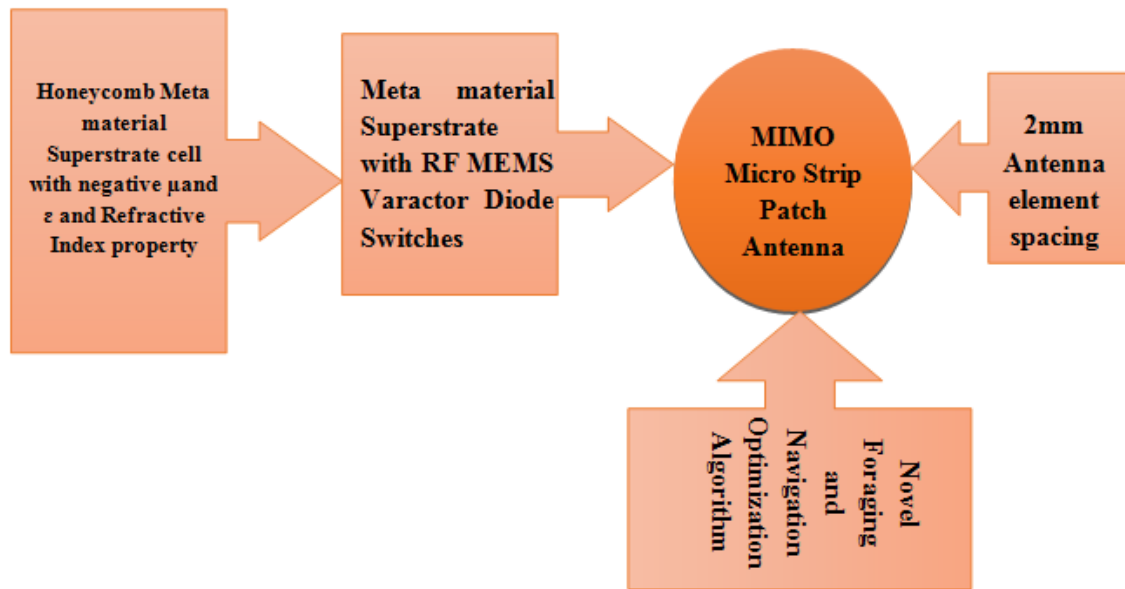 Honeycomb Meta
material
Superstrate cell
with negative µand
ε and Refractive
Index property
Meta material
Superstrate
with RF MEMS
Varactor Diode
Switches
MIMO
Micro Strip
Patch
Antenna
2mm
Antenna
element
spacing
Novel
Foraging
and
Navigation
Optimization
Algorithm